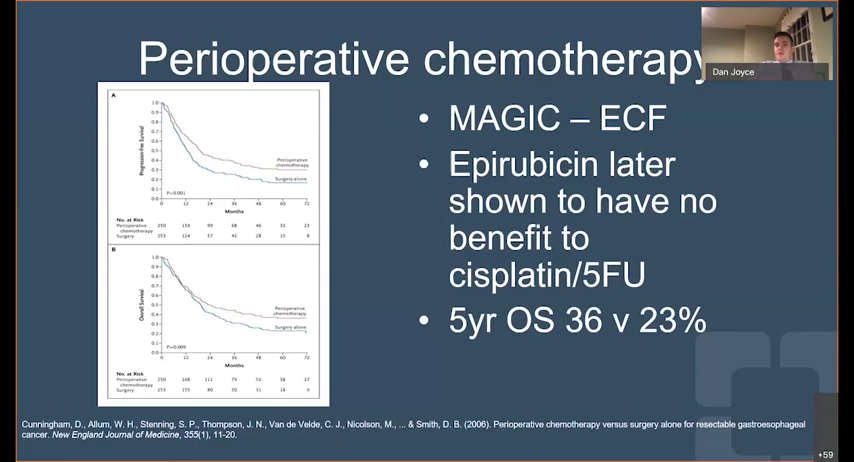 Perioperative chemotherapy
Dan Joyce
A
Progression-free Survival
1.0
0.9
0.8
0.7
0.6
0.5
0.4
0.3
0.2
0.1
0.0
Perioperative
chemotherapy
Surgery alone
P<0.001
0 12 24 36 48 60 72
Months
No. at Risk
Perioperative 250 159 99 68 46 32 23
chemotherapy
Surgery 253 124 57 42 28 15 8
B
Overall Survival
1.0
0.9
0.8
0.7
0.6
0.5
0.4
0.3
0.2
0.1
0.0
Perioperative
chemotherapy
Surgery alone
P=0.009
0 12 24 36 48 60 72
Months
No. at Risk
Perioperative 250 168 111 79 52 38 27
chemotherapy
Surgery 253 155 80 50 31 18 9
• MAGIC – ECF
• Epirubicin later
shown to have no
benefit to
cisplatin/5FU
• 5yr OS 36 v 23%
Cunningham, D., Allum, W. H., Stenning, S. P., Thompson, J. N., Van de Velde, C. J., Nicolson, M., ... & Smith, D. B. (2006). Perioperative chemotherapy versus surgery alone for resectable gastroesophageal
cancer. New England Journal of Medicine, 355(1), 11-20.
+59